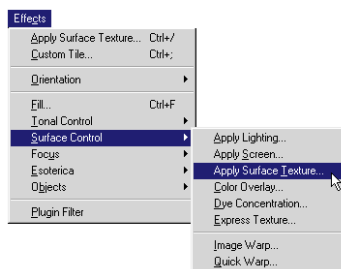 Effects
Apply Surface Texture... Ctrl+/
Custom Tile... Ctrl+;
Orientation
Fill... Ctrl+F
Tonal Control
Surface Control
Focus
Esoterica
Objects
Plugin Filter
Apply Lighting...
Apply Screen...
Apply Surface Texture...
Color Overlay...
Dye Concentration...
Express Texture...
Image Warp...
Quick Warp...